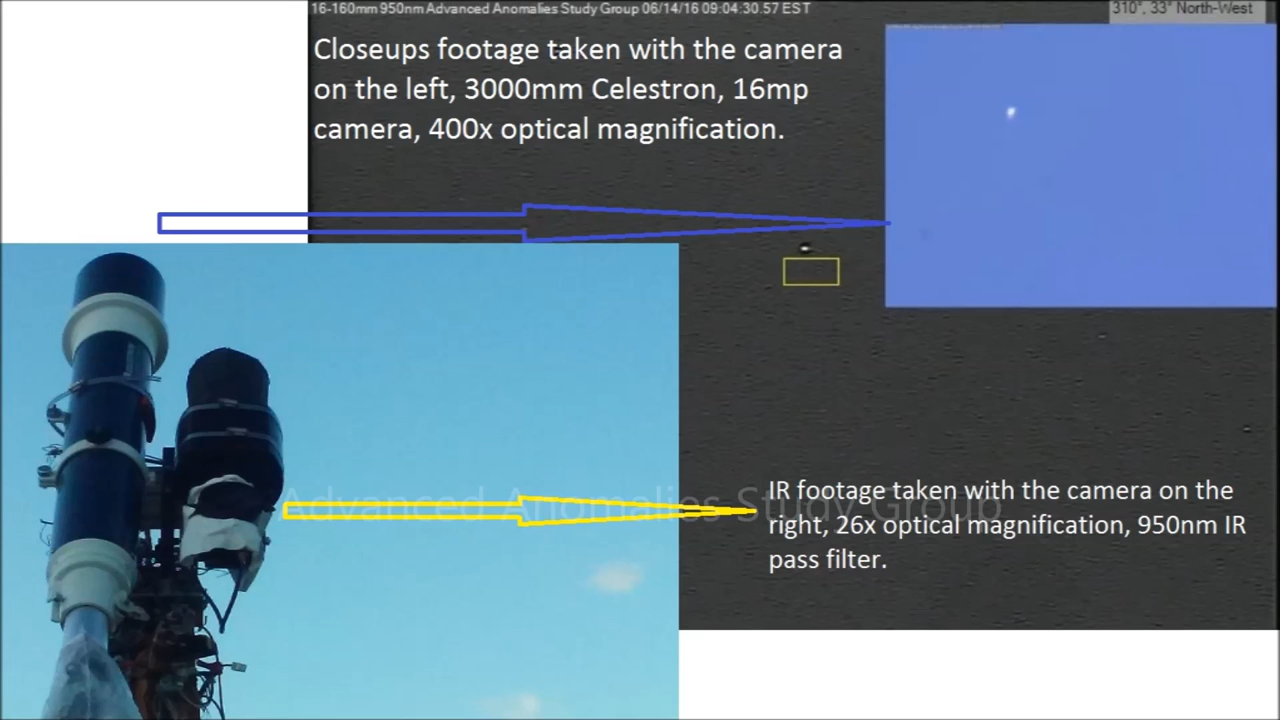 16-160mm 950nm Advanced Anomalies Study Group 06/14/16 09:04:30.57 EST
310°, 33° North-West
Closeups footage taken with the camera
on the left, 3000mm Celestron, 16mp
camera, 400x optical magnification.
Advanced Anomalies Study Group
IR footage taken with the camera on the
right, 26x optical magnification, 950nm IR
pass filter.